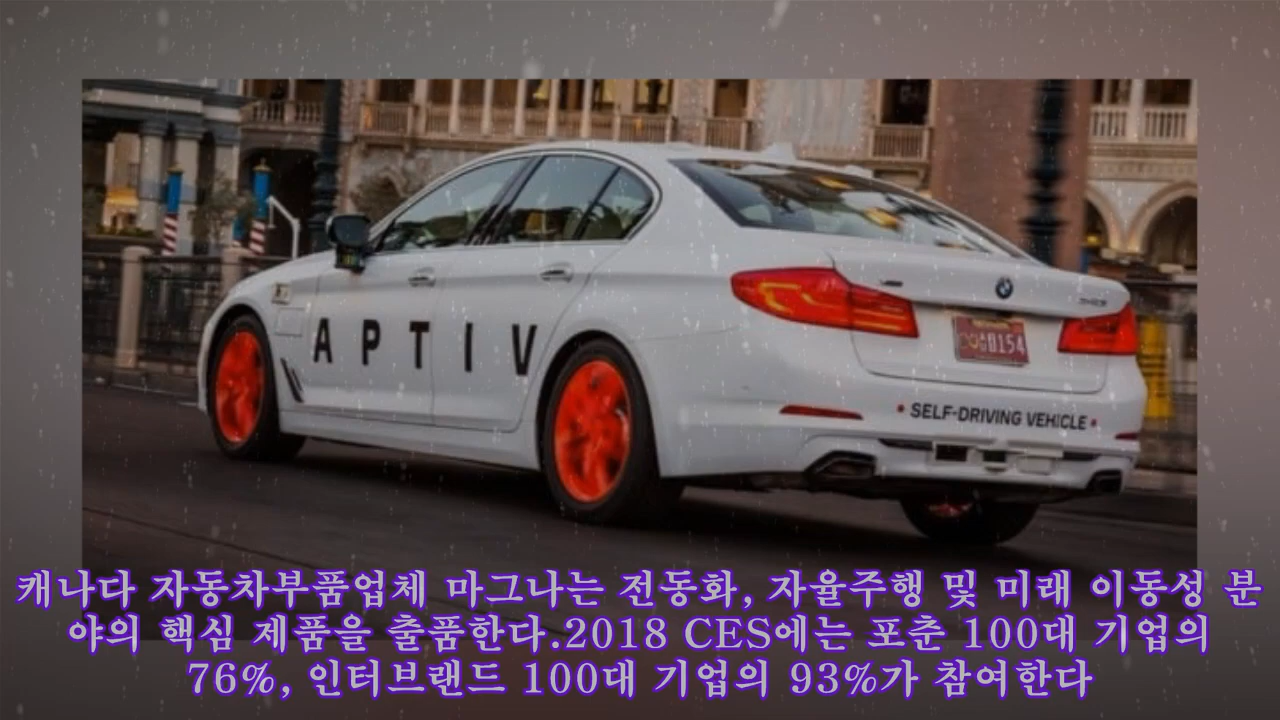 APTIV
SELF-DRIVING VEHICLE
캐나다 자동차부품업체 마그나는 전동화, 자율주행 및 미래 이동성 분
야의 핵심 제품을 출품한다.2018 CES에는 포춘 100대 기업의
76%, 인터브랜드 100대 기업의 93%가 참여한다